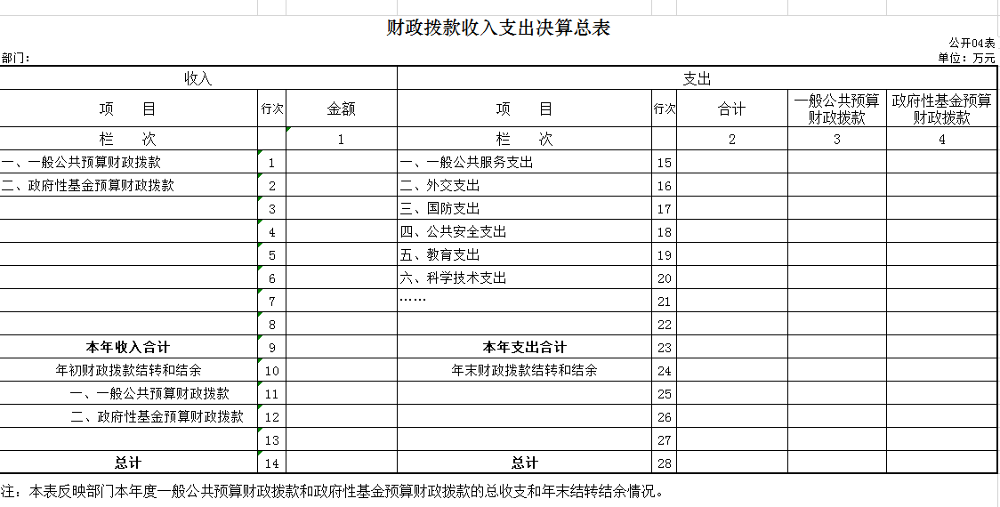 财政拨款收入支出决算总表
公开04表
部门： 单位：万元
收入 支出
项 目 行次 金额 项 目 行次 合计 一般公共预算财政拨款 政府性基金预算财政拨款
栏 次 1 栏 次 2 3 4
一、一般公共预算财政拨款 1 一、一般公共服务支出 15
二、政府性基金预算财政拨款 2 二、外交支出 16
3 三、国防支出 17
4 四、公共安全支出 18
5 五、教育支出 19
6 六、科学技术支出 20
7 …… 21
8 22
本年收入合计 9 本年支出合计 23
年初财政拨款结转和结余 10 年末财政拨款结转和结余 24
一、一般公共预算财政拨款 11 25
二、政府性基金预算财政拨款 12 26
13 27
总计 14 总计 28
注：本表反映部门本年度一般公共预算财政拨款和政府性基金预算财政拨款的总收支和年末结转结余情况。